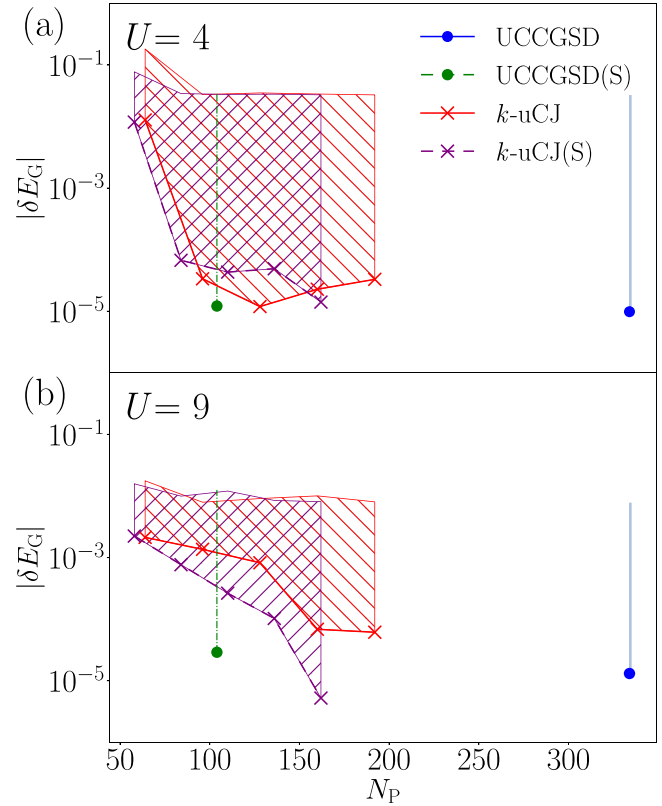 (a)
U = 4
UCCGSD
UCCGSD(S)
k-uCJ
k-uCJ(S)
10⁻¹
10⁻³
10⁻⁵
|δE_G|
(b)
U = 9
10⁻¹
10⁻³
10⁻⁵
|δE_G|
50 100 150 200 250 300
N_P